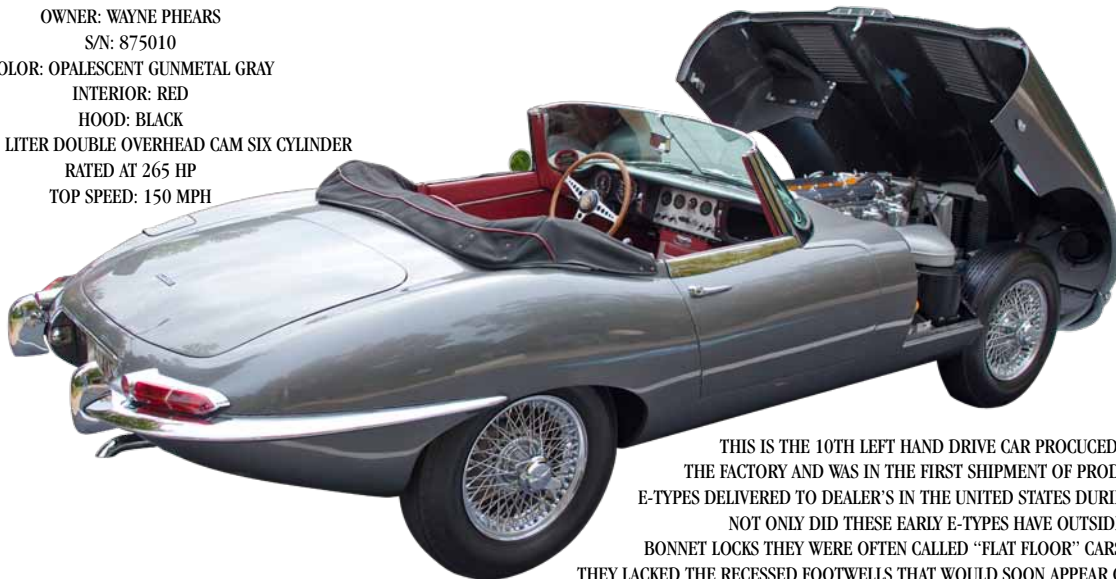 OWNER: WAYNE PHEARS
S/N: 875010
OLOR: OPALESCENT GUNMETAL GRAY
INTERIOR: RED
HOOD: BLACK
LITER DOUBLE OVERHEAD CAM SIX CYLINDER
RATED AT 265 HP
TOP SPEED: 150 MPH
THIS IS THE 10TH LEFT HAND DRIVE CAR PROCUCED
THE FACTORY AND WAS IN THE FIRST SHIPMENT OF PROD
E-TYPES DELIVERED TO DEALER'S IN THE UNITED STATES DURI
NOT ONLY DID THESE EARLY E-TYPES HAVE OUTSID
BONNET LOCKS THEY WERE OFTEN CALLED “FLAT FLOOR” CARS
THEY LACKED THE RECESSED FOOTWELLS THAT WOULD SOON APPEAR